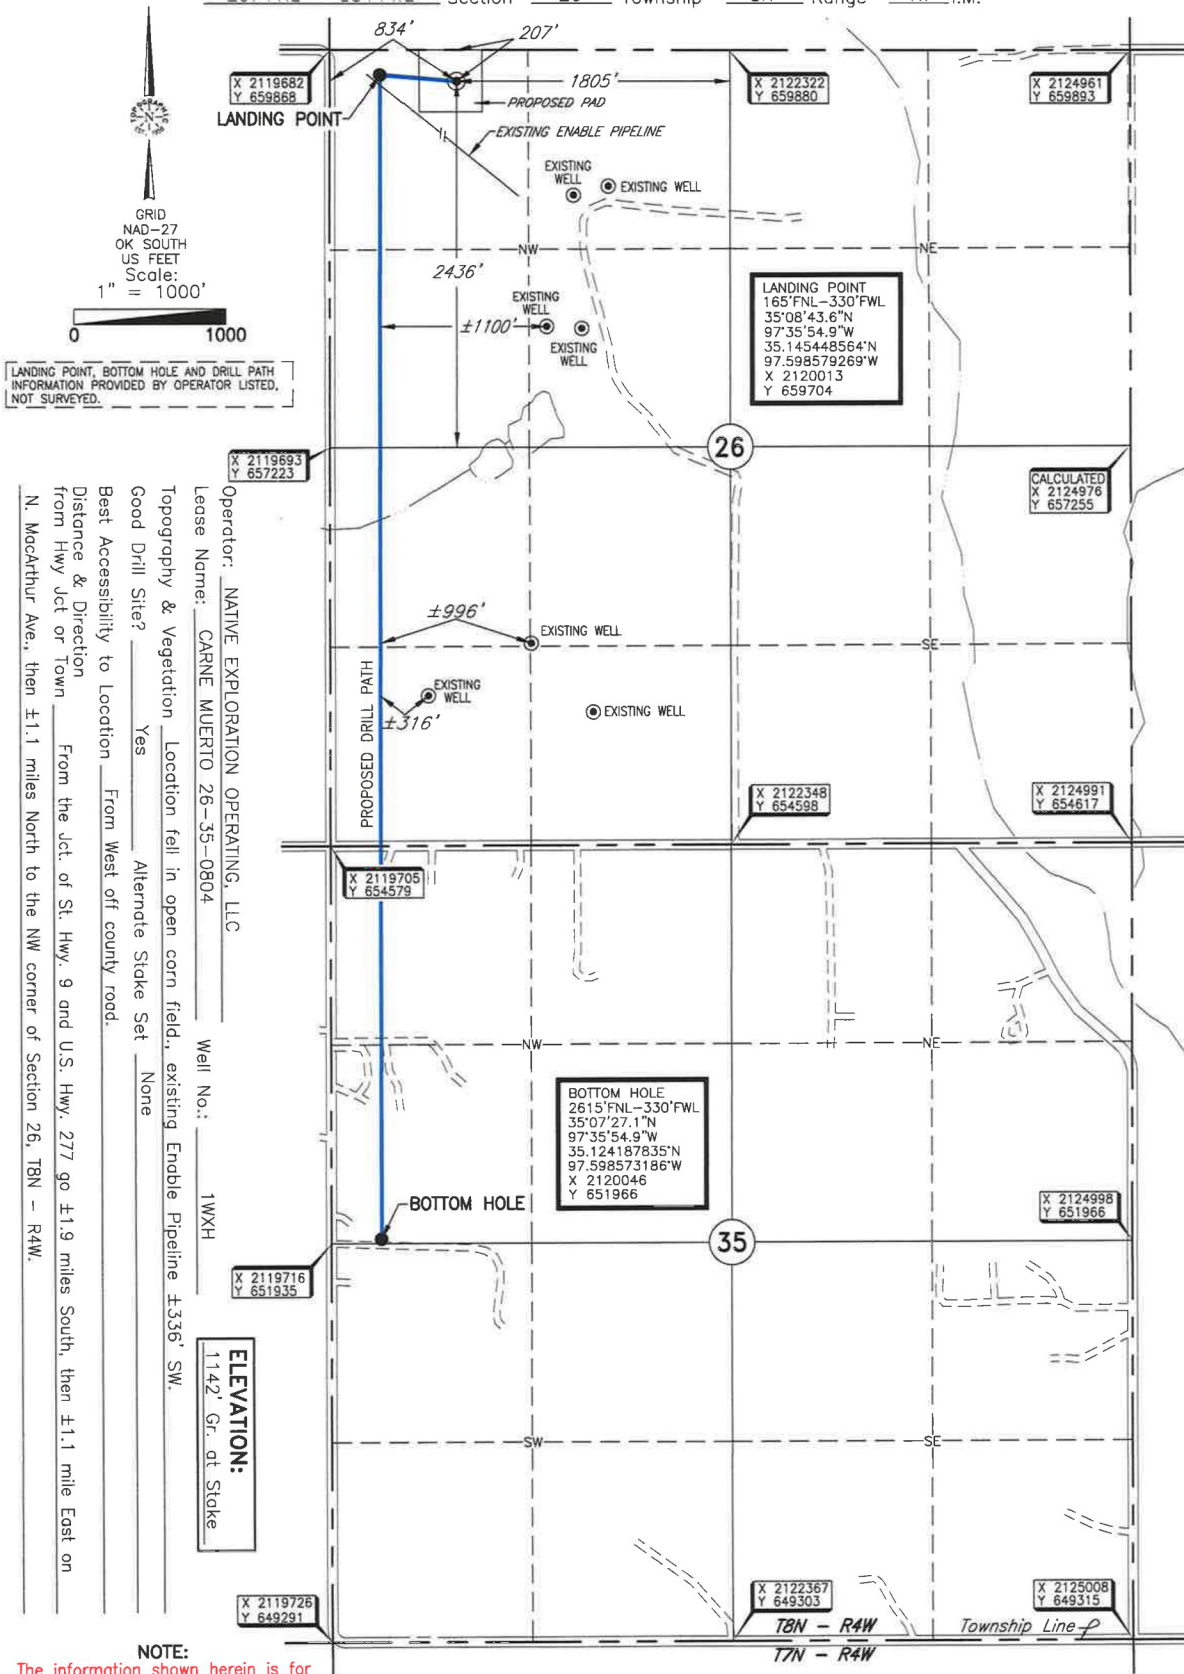 Section
Township
Range
I.M.
834'
207'
X 2119682
Y 659868
1805'
X 2122322
Y 659880
X 2124961
Y 659893
LANDING POINT
PROPOSED PAD
EXISTING ENABLE PIPELINE
EXISTING
WELL
EXISTING WELL
N
GRID
NAD-27
OK SOUTH
US FEET
Scale:
1" = 1000'
0 1000
NW
NE
2436'
EXISTING
WELL
±1100'
EXISTING
WELL
LANDING POINT
165'FNL-330'FWL
35°08'43.6"N
97°35'54.9"W
35.145448564°N
97.598579269°W
X 2120013
Y 659704
LANDING POINT, BOTTOM HOLE AND DRILL PATH
INFORMATION PROVIDED BY OPERATOR LISTED,
NOT SURVEYED.
26
X 2119693
Y 657223
CALCULATED
X 2124976
Y 657255
Operator: NATIVE EXPLORATION OPERATING, LLC
Lease Name: CARNE MUERTO 26-35-0804 Well No.: 1WXH
Topography & Vegetation Location fell in open corn field., existing Enable Pipeline ±336' SW.
Good Drill Site? Yes Alternate Stake Set None
Best Accessibility to Location From West off county road.
Distance & Direction
from Hwy Jct or Town From the Jct. of St. Hwy. 9 and U.S. Hwy. 277 go ±1.9 miles South, then ±1.1 mile East on
N. MacArthur Ave., then ±1.1 miles North to the NW corner of Section 26, T8N - R4W.
±996'
EXISTING WELL
SE
PROPOSED DRILL PATH
EXISTING
WELL
±316'
EXISTING WELL
X 2122348
Y 654598
X 2124991
Y 654617
X 2119705
Y 654579
NW
NE
BOTTOM HOLE
2615'FNL-330'FWL
35°07'27.1"N
97°35'54.9"W
35.124187835°N
97.598573186°W
X 2120046
Y 651966
BOTTOM HOLE
X 2124998
Y 651966
35
X 2119716
Y 651935
ELEVATION:
1142' Gr. at Stake
SW
SE
X 2119726
Y 649291
X 2122367
Y 649303
X 2125008
Y 649315
T8N - R4W
Township Line
T7N - R4W
NOTE:
The information shown herein is for